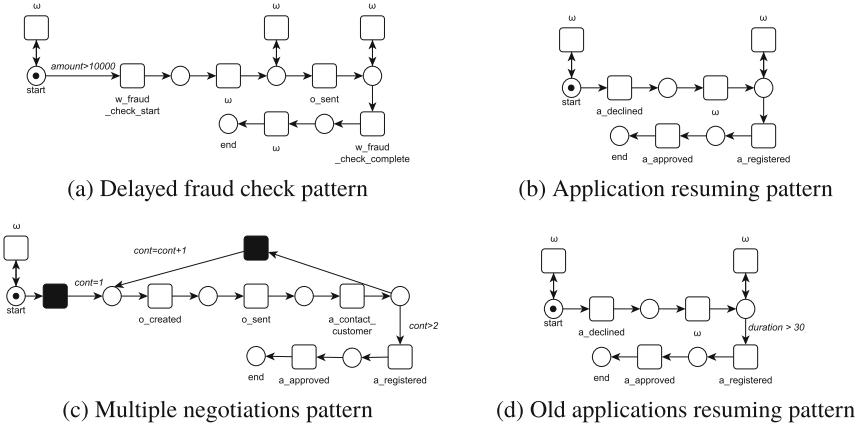 ω
ω
ω
amount>10000
start
w_fraud
_check_start
ω
o_sent
end
ω
w_fraud
_check_complete
(a) Delayed fraud check pattern
ω
ω
start
a_declined
ω
end
a_approved
a_registered
(b) Application resuming pattern
ω
cont=cont+1
cont=1
start
o_created
o_sent
a_contact_
customer
cont>2
end
a_approved
a_registered
(c) Multiple negotiations pattern
ω
ω
start
a_declined
ω
duration > 30
end
a_approved
a_registered
(d) Old applications resuming pattern